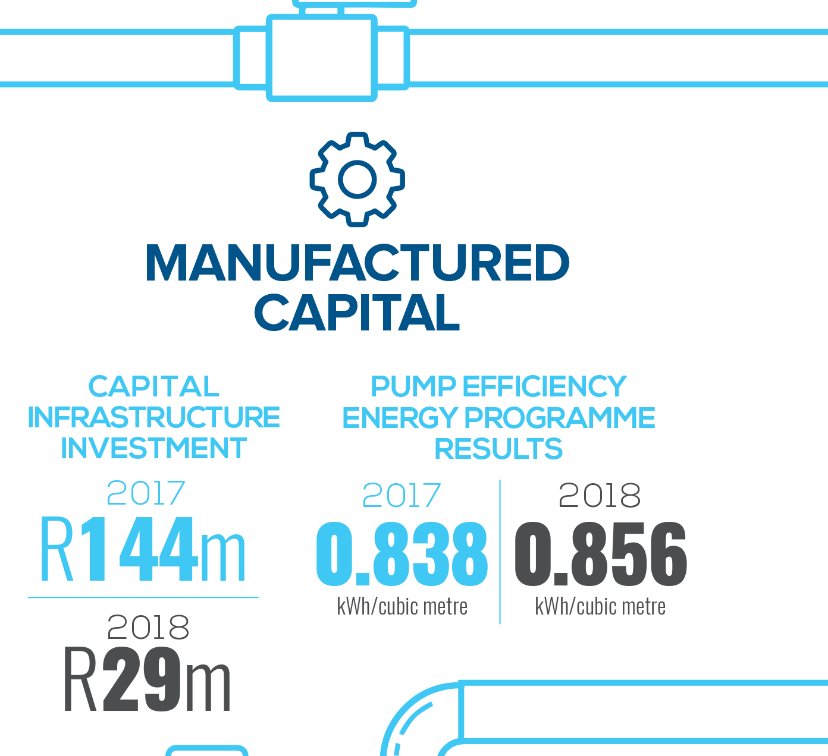 MANUFACTURED
CAPITAL
CAPITAL
INFRASTRUCTURE
INVESTMENT
2017
R144m
2018
R29m
PUMP EFFICIENCY
ENERGY PROGRAMME
RESULTS
2017
0.838
kWh/cubic metre
2018
0.856
kWh/cubic metre